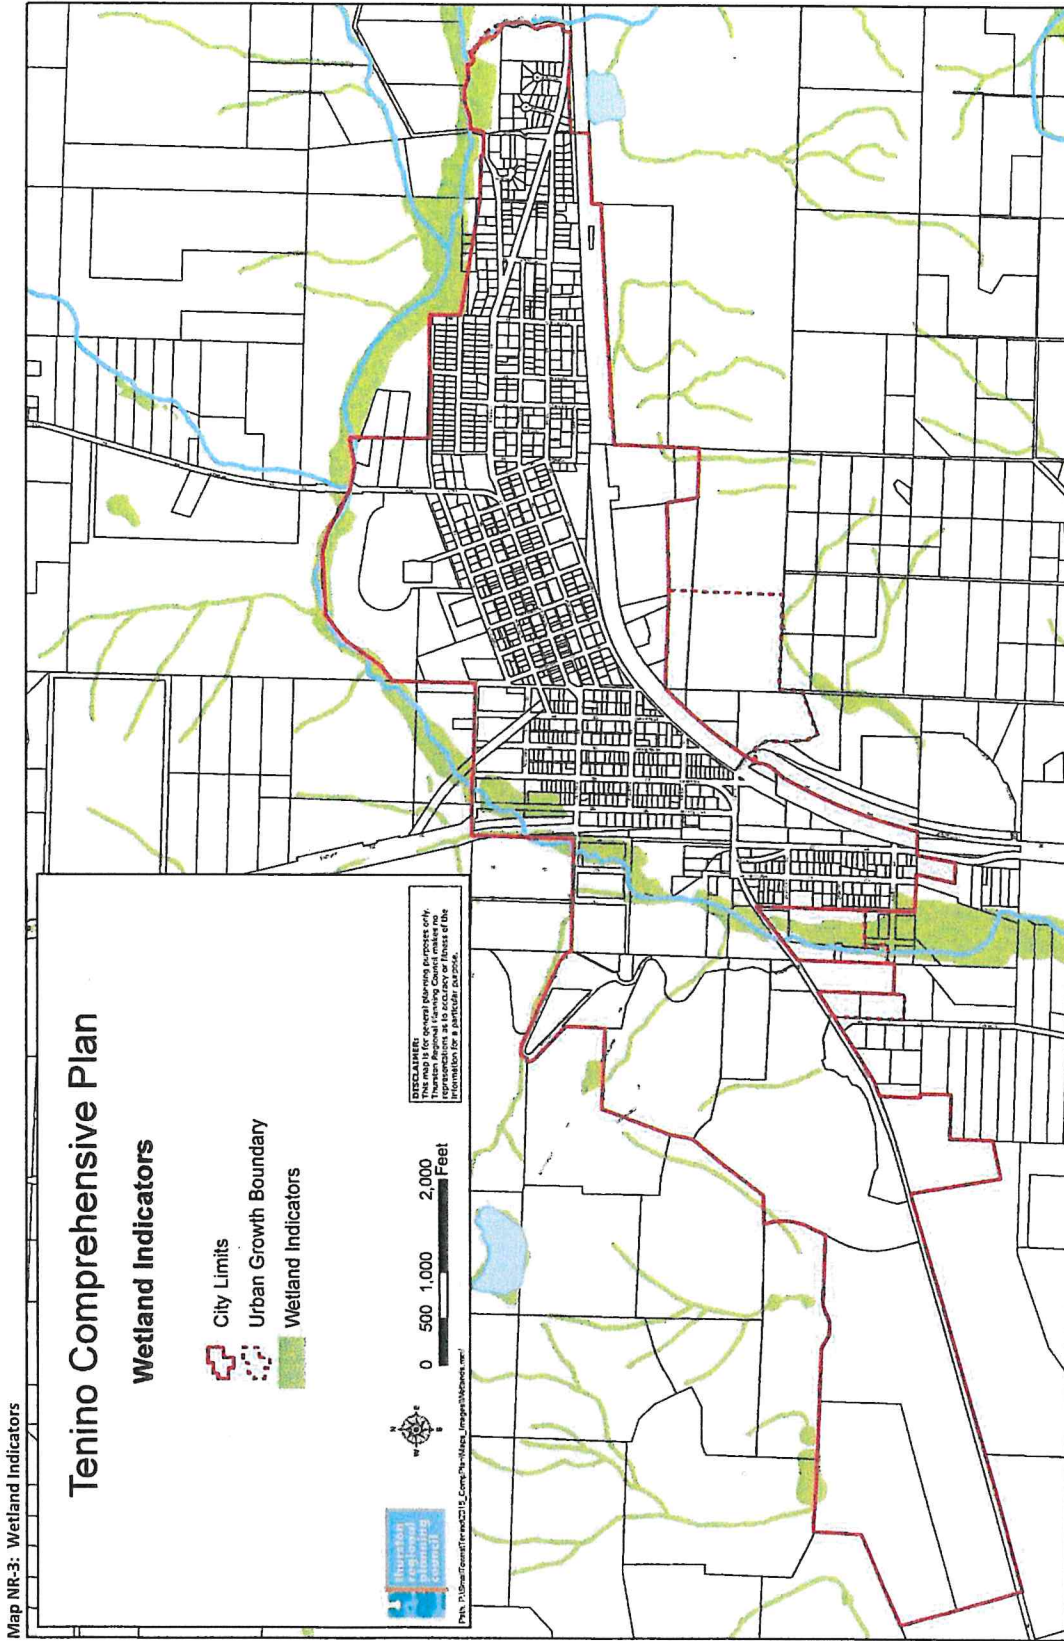 Map NR-3: Wetland Indicators
Tenino Comprehensive Plan
Wetland Indicators
City Limits
Urban Growth Boundary
Wetland Indicators
0 500 1,000 2,000
Feet
N
W E
S
thurston
regional
planning
council
DISCLAIMER:
This map is for general planning purposes only.
Thurston Regional Planning Council makes no
representations as to accuracy or fitness of the
information for a particular purpose.